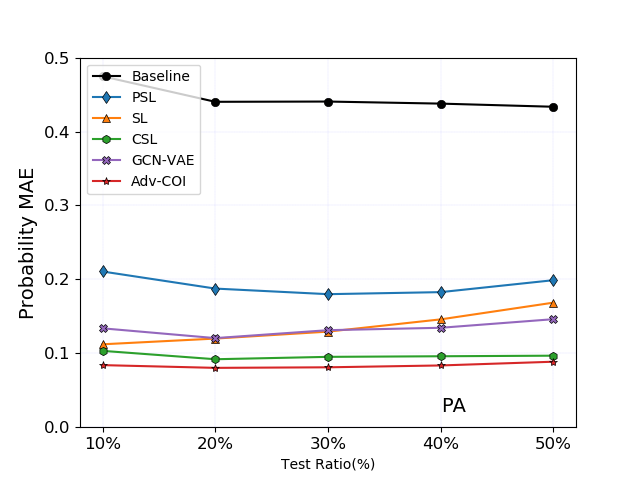 0.5
0.4
0.3
0.2
0.1
0.0
Probability MAE
Baseline
PSL
SL
CSL
GCN-VAE
Adv-COI
PA
10% 20% 30% 40% 50%
Test Ratio(%)